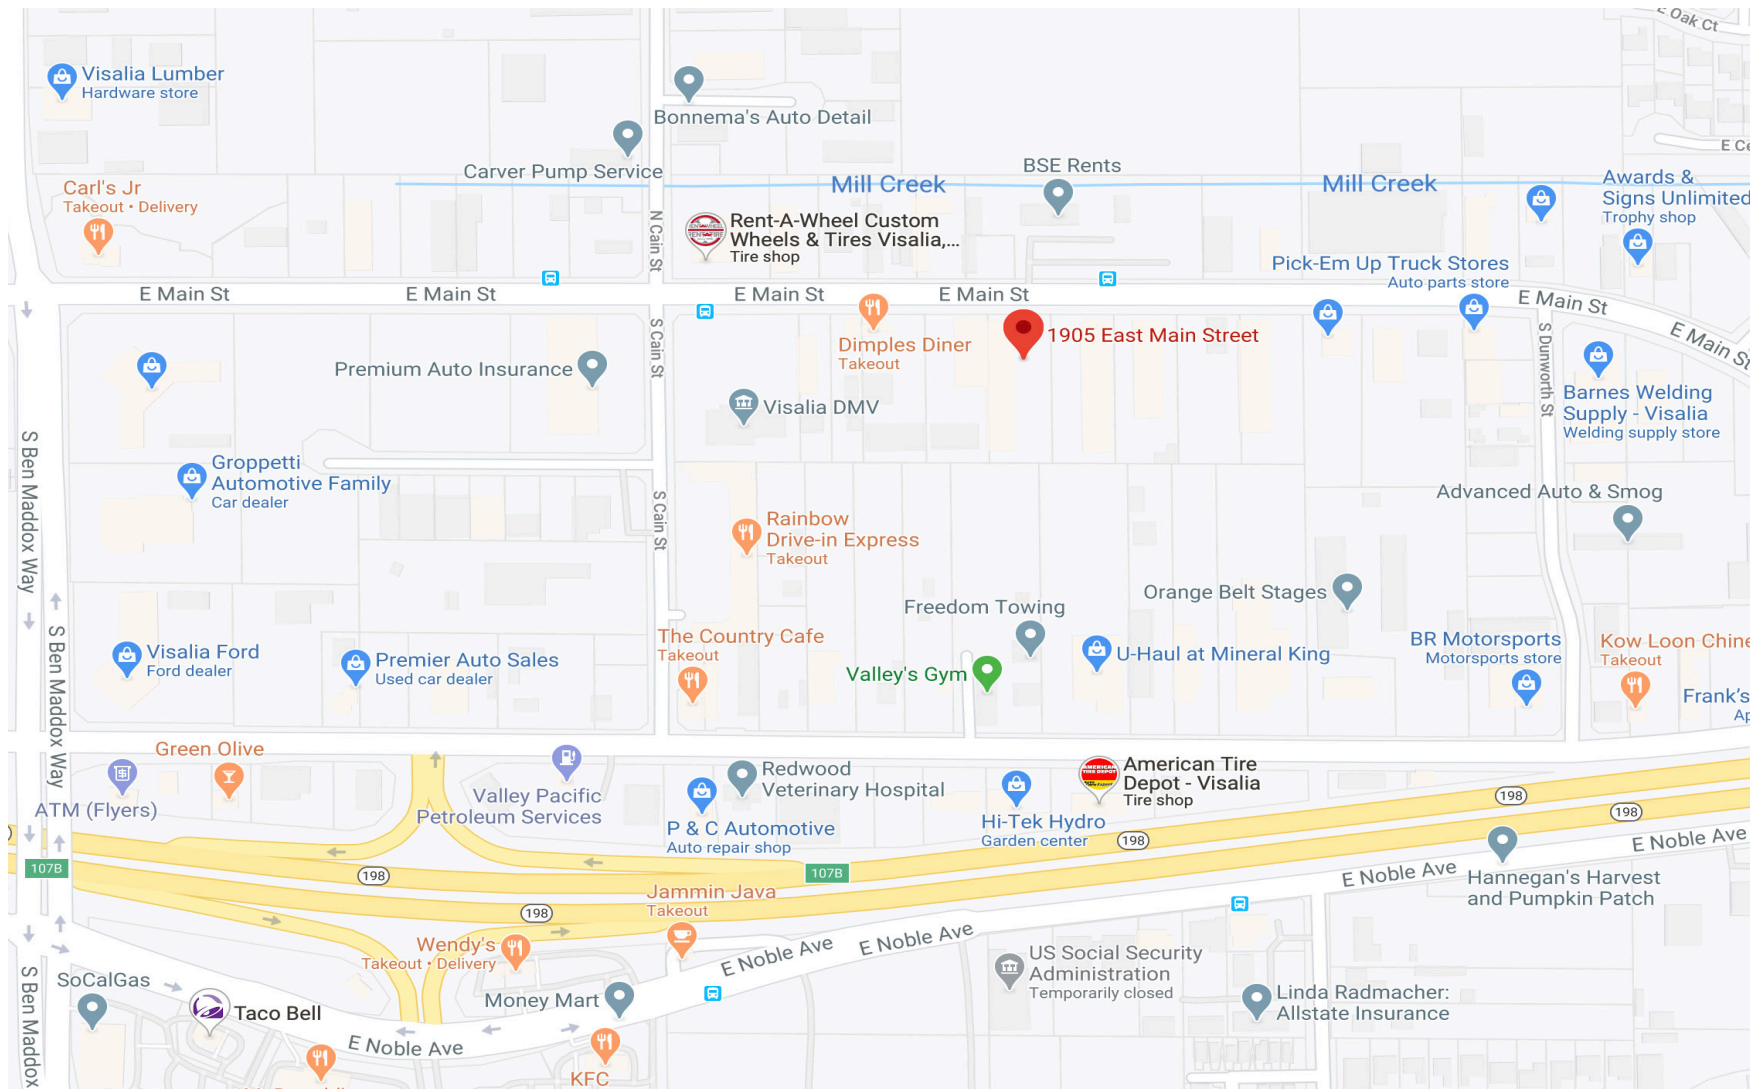 E Oak Ct
Visalia Lumber
Hardware store
Bonnema's Auto Detail
Carver Pump Service
BSE Rents
Carl's Jr
Takeout • Delivery
Mill Creek
Mill Creek
Awards &
Signs Unlimited
Trophy shop
Rent-A-Wheel Custom
Wheels & Tires Visalia,...
Tire shop
N Cain St
Pick-Em Up Truck Stores
Auto parts store
E Main St
E Main St
E Main St
E Main St
E Main St
E Main St
1905 East Main Street
Dimples Diner
Takeout
S Cain St
S Dunworth St
Premium Auto Insurance
Visalia DMV
Barnes Welding
Supply - Visalia
Welding supply store
Groppetti
Automotive Family
Car dealer
S Ben Maddox Way
S Cain St
Advanced Auto & Smog
Rainbow
Drive-in Express
Takeout
Orange Belt Stages
Freedom Towing
The Country Cafe
Takeout
Valley's Gym
U-Haul at Mineral King
BR Motorsports
Motorsports store
Kow Loon Chine
Takeout
Frank's
Ap
Visalia Ford
Ford dealer
Premier Auto Sales
Used car dealer
S Ben Maddox Way
Green Olive
ATM (Flyers)
Valley Pacific
Petroleum Services
Redwood
Veterinary Hospital
P & C Automotive
Auto repair shop
Hi-Tek Hydro
Garden center
AMERICAN
TIRE DEPOT
American Tire
Depot - Visalia
Tire shop
198
198
198
198
198
107B
107B
E Noble Ave
E Noble Ave
Hannegan's Harvest
and Pumpkin Patch
Jammin Java
Takeout
Wendy's
Takeout • Delivery
E Noble Ave
E Noble Ave
US Social Security
Administration
Temporarily closed
Linda Radmacher:
Allstate Insurance
SoCalGas
Taco Bell
Money Mart
E Noble Ave
KFC
S Ben Maddox